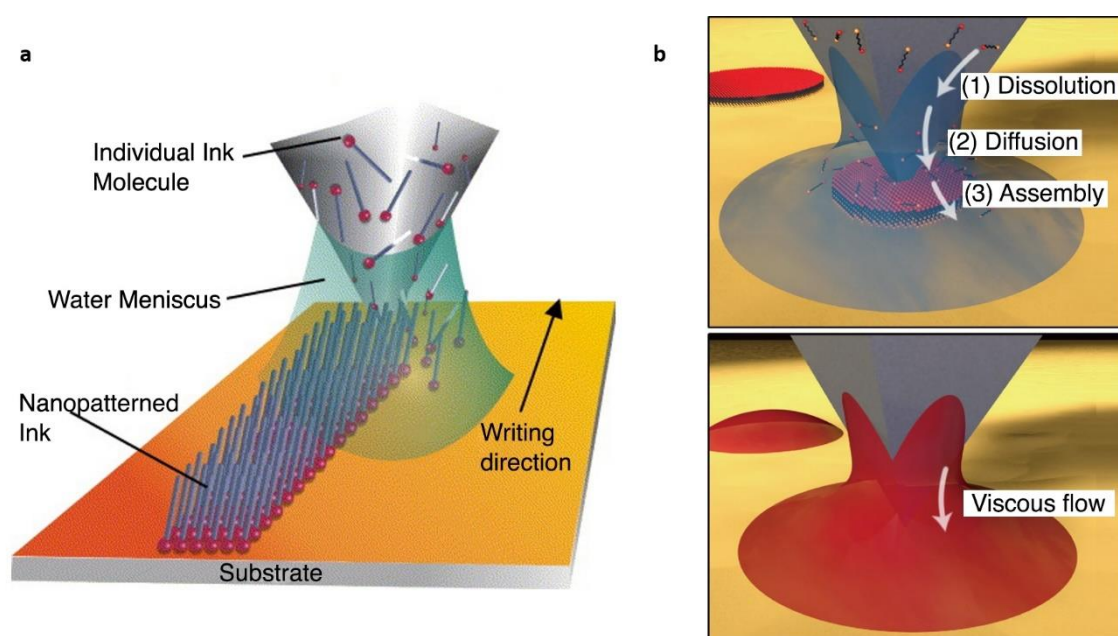 a
Individual Ink
Molecule
Water Meniscus
Nanopatterned
Ink
Writing
direction
Substrate
b
(1) Dissolution
(2) Diffusion
(3) Assembly
Viscous flow